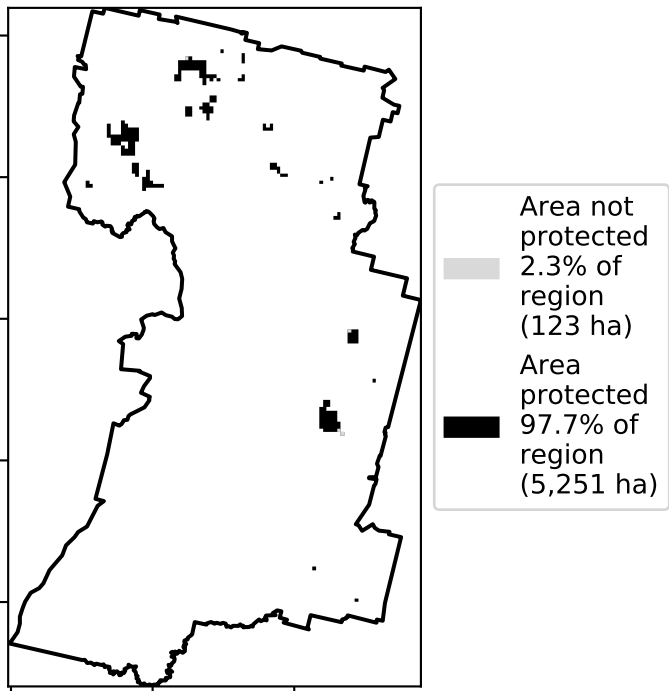 Area not
protected
2.3% of
region
(123 ha)
Area
protected
97.7% of
region
(5,251 ha)